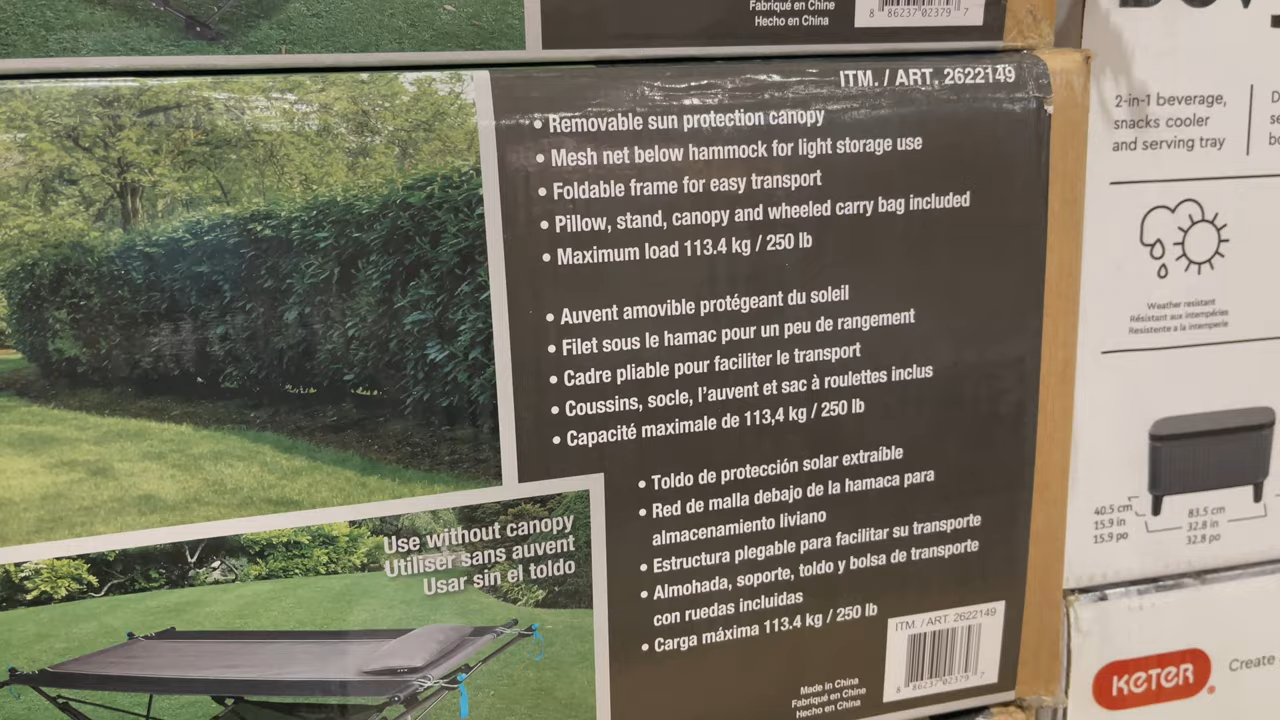 Fabriqué en Chine
Hecho en China
8 86237 02379 7
ITM. / ART. 2622149
• Removable sun protection canopy
• Mesh net below hammock for light storage use
• Foldable frame for easy transport
• Pillow, stand, canopy and wheeled carry bag included
• Maximum load 113.4 kg / 250 lb
• Auvent amovible protégeant du soleil
• Filet sous le hamac pour un peu de rangement
• Cadre pliable pour faciliter le transport
• Coussins, socle, l'auvent et sac à roulettes inclus
• Capacité maximale de 113,4 kg / 250 lb
• Toldo de protección solar extraíble
• Red de malla debajo de la hamaca para
almacenamiento liviano
• Estructura plegable para facilitar su transporte
• Almohada, soporte, toldo y bolsa de transporte
con ruedas incluidas
• Carga máxima 113.4 kg / 250 lb
Use without canopy
Utiliser sans auvent
Usar sin el toldo
ITM. / ART. 2622149
8 86237 02379 7
Made in China
Fabriqué en Chine
Hecho en China
2-in-1 beverage,
snacks cooler
and serving tray
Weather resistant
Résistant aux intempéries
Resistente a la intemperie
40.5 cm
15.9 in
15.9 po
83.5 cm
32.8 in
32.8 po
KETER
Create